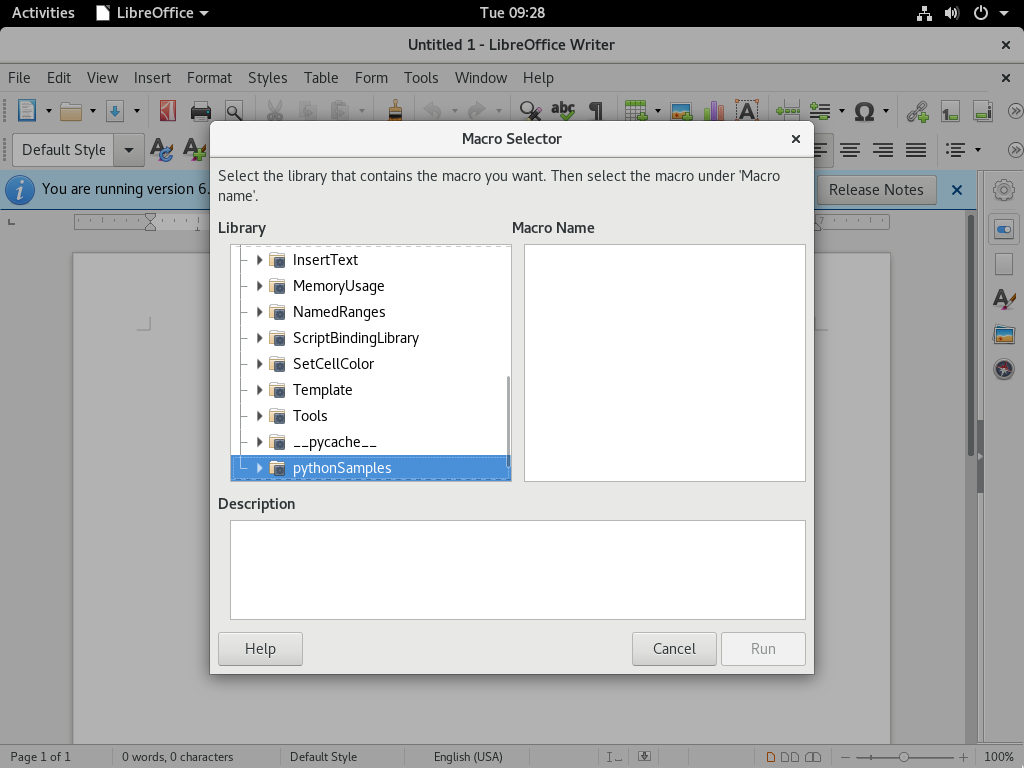 Activities LibreOffice Tue 09:28
Untitled 1 - LibreOffice Writer
File Edit View Insert Format Styles Table Form Tools Window Help
Default Style
You are running version 6. Release Notes
Macro Selector
Select the library that contains the macro you want. Then select the macro under 'Macro
name'.
Library Macro Name
InsertText
MemoryUsage
NamedRanges
ScriptBindingLibrary
SetCellColor
Template
Tools
__pycache__
pythonSamples
Description
Help Cancel Run
Page 1 of 1 0 words, 0 characters Default Style English (USA) 100%